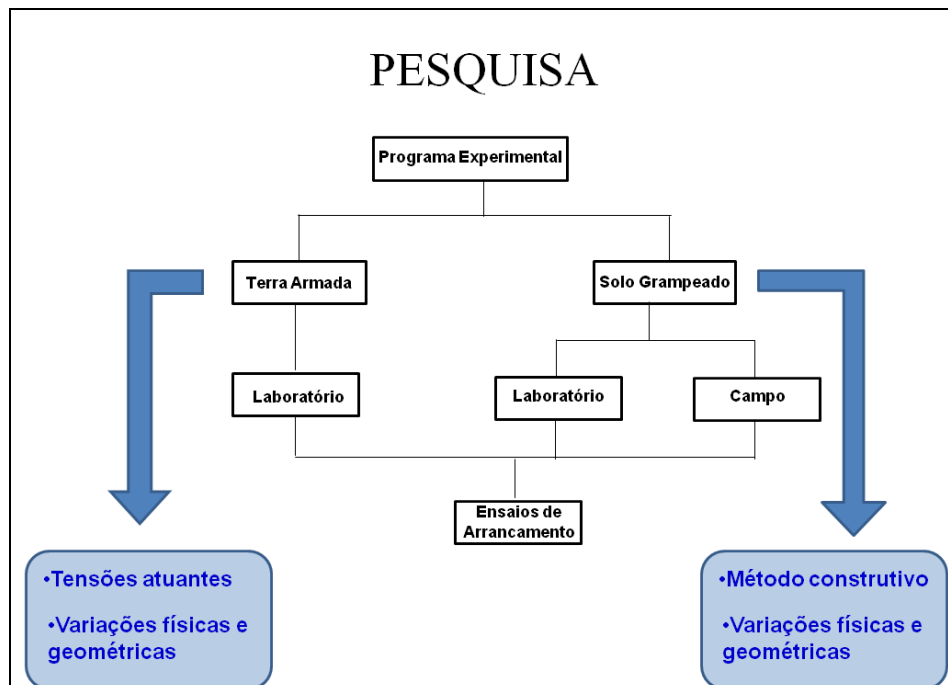 PESQUISA
Programa Experimental
Terra Armada
Solo Grampeado
Laboratório
Laboratório
Campo
Ensaios de
Arrancamento
•Tensões atuantes
•Variações físicas e
geométricas
•Método construtivo
•Variações físicas e
geométricas